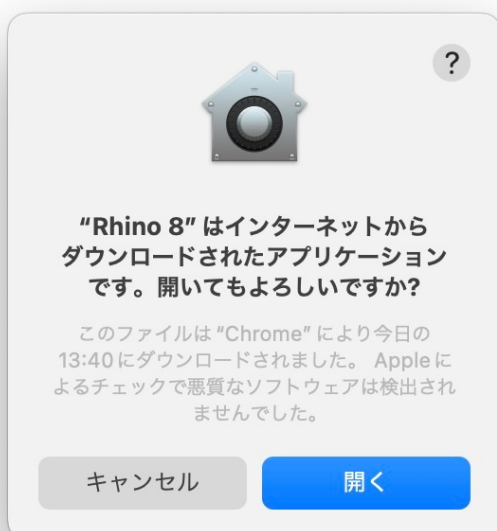 ?
“Rhino 8” はインターネットから
ダウンロードされたアプリケーション
です。開いてもよろしいですか?
このファイルは “Chrome” により今日の
13:40 にダウンロードされました。 Apple に
よるチェックで悪質なソフトウェアは検出され
ませんでした。
キャンセル
開く